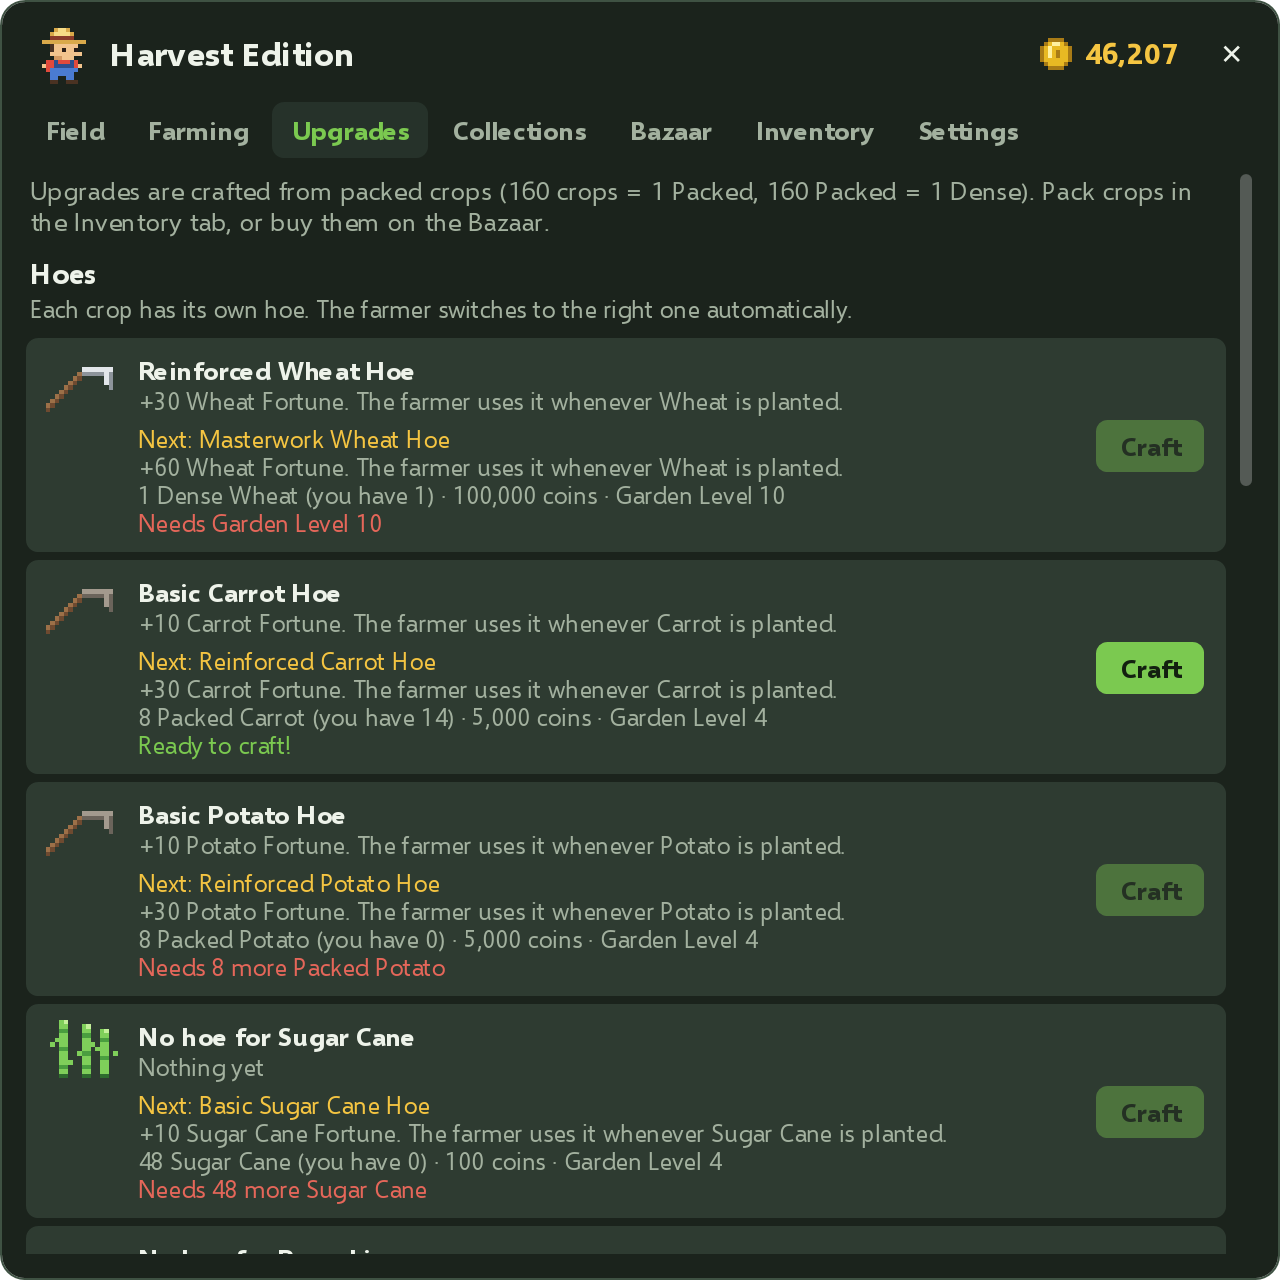 Harvest Edition
46,207
×
Field Farming Upgrades Collections Bazaar Inventory Settings
Upgrades are crafted from packed crops (160 crops = 1 Packed, 160 Packed = 1 Dense). Pack crops in
the Inventory tab, or buy them on the Bazaar.
Hoes
Each crop has its own hoe. The farmer switches to the right one automatically.
Reinforced Wheat Hoe
+30 Wheat Fortune. The farmer uses it whenever Wheat is planted.
Next: Masterwork Wheat Hoe
+60 Wheat Fortune. The farmer uses it whenever Wheat is planted.
1 Dense Wheat (you have 1) · 100,000 coins · Garden Level 10
Needs Garden Level 10
Craft
Basic Carrot Hoe
+10 Carrot Fortune. The farmer uses it whenever Carrot is planted.
Next: Reinforced Carrot Hoe
+30 Carrot Fortune. The farmer uses it whenever Carrot is planted.
8 Packed Carrot (you have 14) · 5,000 coins · Garden Level 4
Ready to craft!
Craft
Basic Potato Hoe
+10 Potato Fortune. The farmer uses it whenever Potato is planted.
Next: Reinforced Potato Hoe
+30 Potato Fortune. The farmer uses it whenever Potato is planted.
8 Packed Potato (you have 0) · 5,000 coins · Garden Level 4
Needs 8 more Packed Potato
Craft
No hoe for Sugar Cane
Nothing yet
Next: Basic Sugar Cane Hoe
+10 Sugar Cane Fortune. The farmer uses it whenever Sugar Cane is planted.
48 Sugar Cane (you have 0) · 100 coins · Garden Level 4
Needs 48 more Sugar Cane
Craft